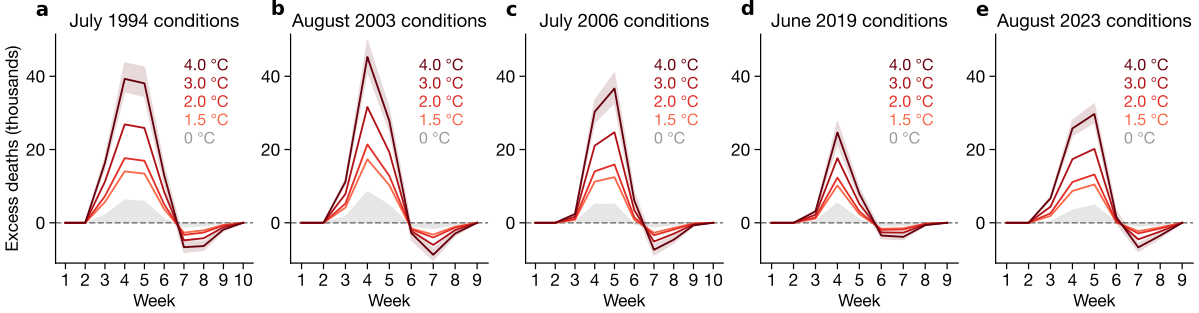 a
July 1994 conditions
Excess deaths (thousands)
40
20
0
4.0 °C
3.0 °C
2.0 °C
1.5 °C
0 °C
1 2 3 4 5 6 7 8 9 10
Week
b
August 2003 conditions
40
20
0
4.0 °C
3.0 °C
2.0 °C
1.5 °C
0 °C
1 2 3 4 5 6 7 8 9
Week
c
July 2006 conditions
40
20
0
4.0 °C
3.0 °C
2.0 °C
1.5 °C
0 °C
1 2 3 4 5 6 7 8 9 10
Week
d
June 2019 conditions
40
20
0
4.0 °C
3.0 °C
2.0 °C
1.5 °C
0 °C
1 2 3 4 5 6 7 8 9
Week
e
August 2023 conditions
40
20
0
4.0 °C
3.0 °C
2.0 °C
1.5 °C
0 °C
1 2 3 4 5 6 7 8 9
Week